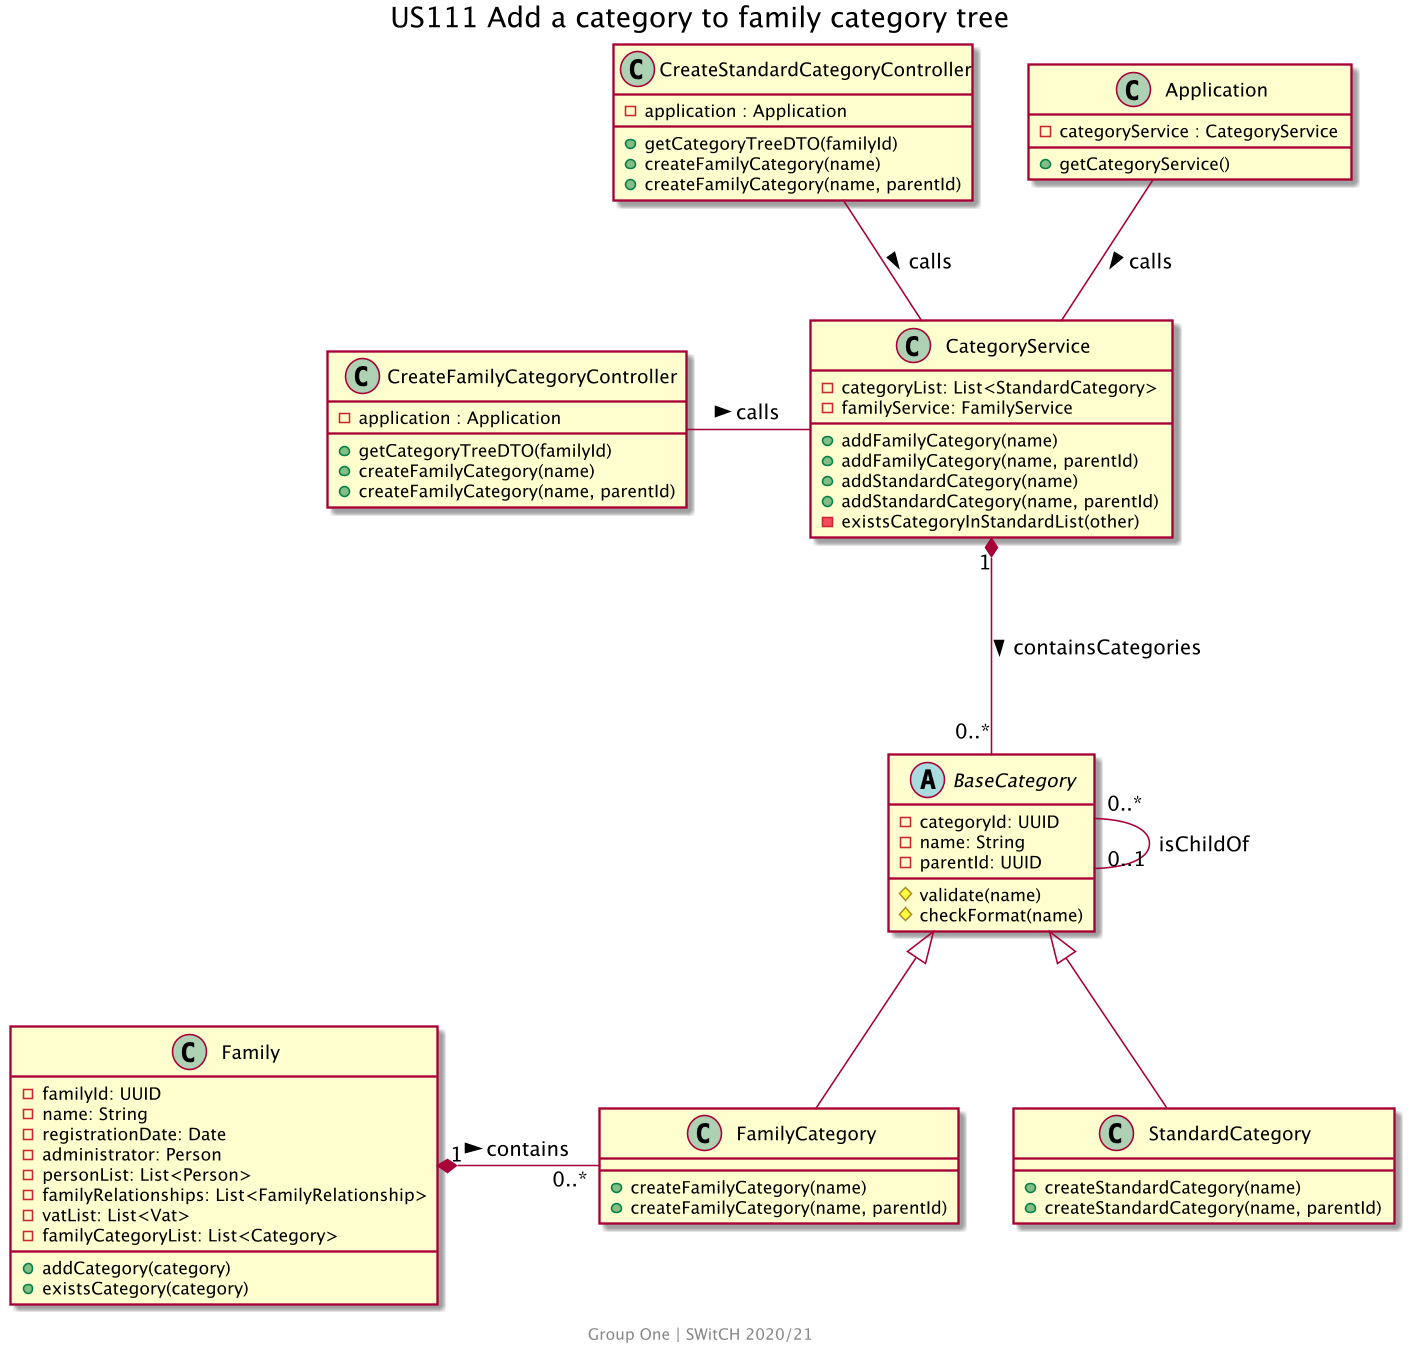 US111 Add a category to family category tree
C CreateStandardCategoryController
application : Application
getCategoryTreeDTO(familyId)
createFamilyCategory(name)
createFamilyCategory(name, parentId)
C Application
categoryService : CategoryService
getCategoryService()
calls
calls
C CreateFamilyCategoryController
application : Application
getCategoryTreeDTO(familyId)
createFamilyCategory(name)
createFamilyCategory(name, parentId)
calls
C CategoryService
categoryList: List<StandardCategory>
familyService: FamilyService
addFamilyCategory(name)
addFamilyCategory(name, parentId)
addStandardCategory(name)
addStandardCategory(name, parentId)
existsCategoryInStandardList(other)
1
containsCategories
0..*
A BaseCategory
categoryId: UUID
name: String
parentId: UUID
validate(name)
checkFormat(name)
0..*
isChildOf
0..1
C Family
familyId: UUID
name: String
registrationDate: Date
administrator: Person
personList: List<Person>
familyRelationships: List<FamilyRelationship>
vatList: List<Vat>
familyCategoryList: List<Category>
addCategory(category)
existsCategory(category)
1
contains
0..*
C FamilyCategory
createFamilyCategory(name)
createFamilyCategory(name, parentId)
C StandardCategory
createStandardCategory(name)
createStandardCategory(name, parentId)
Group One | SWitCH 2020/21